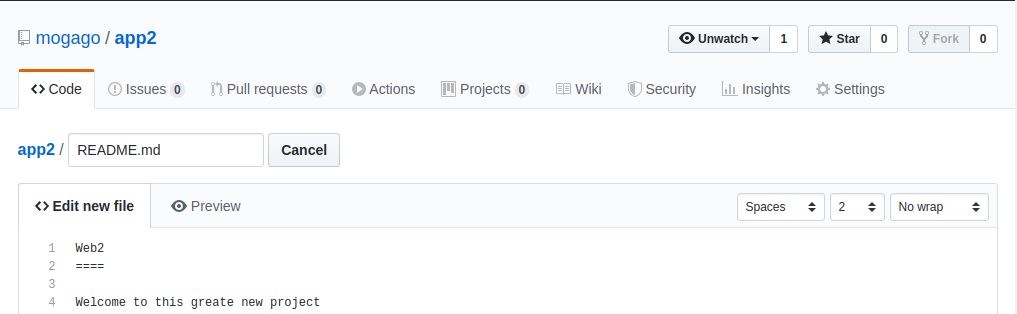 mogago / app2
Unwatch 1 Star 0 Fork 0
Code Issues 0 Pull requests 0 Actions Projects 0 Wiki Security Insights Settings
app2 / README.md Cancel
Edit new file Preview Spaces 2 No wrap
1 Web2
2 ====
3
4 Welcome to this greate new project